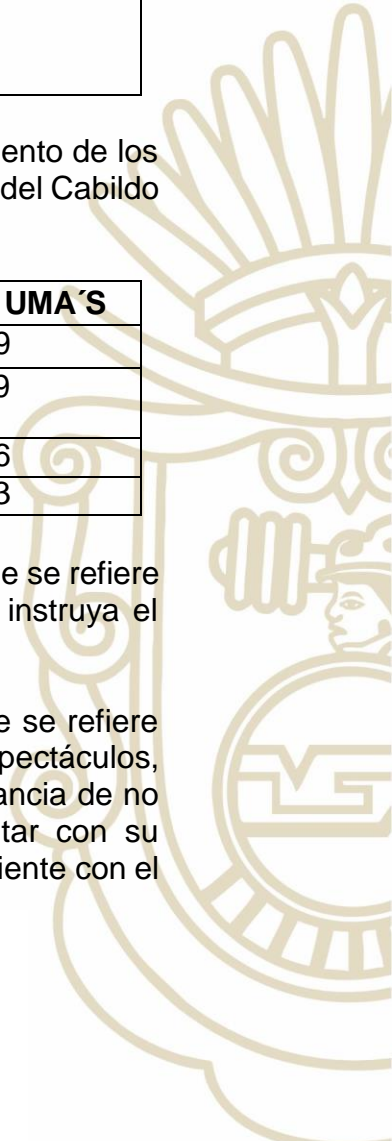 ento de los
del Cabildo
UMA´S
9
9
6
3
e se refiere
instruya el
e se refiere
pectáculos,
ancia de no
tar con su
iente con el